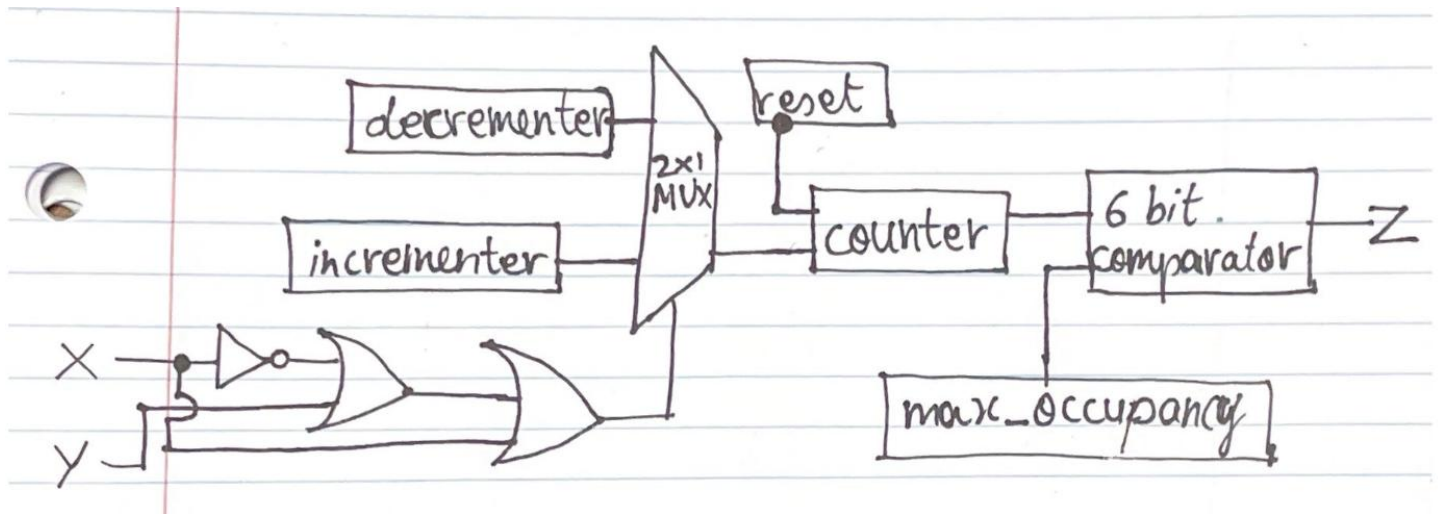 decrementer
reset
2x1
MUX
incrementer
counter
6 bit.
comparator
Z
X
Y
max_occupancy